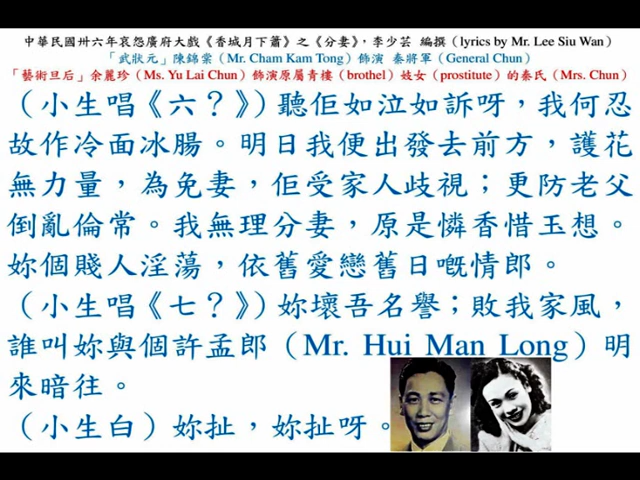 中華民國卅六年哀怨廣府大戲《香城月下蕭》之《分妻》，李少芸 編撰（lyrics by Mr. Lee Siu Wan）
「武狀元」陳錦棠（Mr. Cham Kam Tong）飾演 秦將軍（General Chun）
「藝術旦后」余麗珍（Ms. Yu Lai Chun）飾演原屬青樓（brothel）妓女（prostitute）的秦氏（Mrs. Chun）
（小生唱《六？》）聽佢如泣如訴呀，我何忍
故作冷面冰腸。明日我便出發去前方，護花
無力量，為免妻，佢受家人歧視；更防老父
倒亂倫常。我無理分妻，原是憐香惜玉想。
妳個賤人淫蕩，依舊愛戀舊日嘅情郎。
（小生唱《七？》）妳壞吾名譽；敗我家風，
誰叫妳與個許孟郎（Mr. Hui Man Long）明
來暗往。
（小生白）妳扯，妳扯呀。